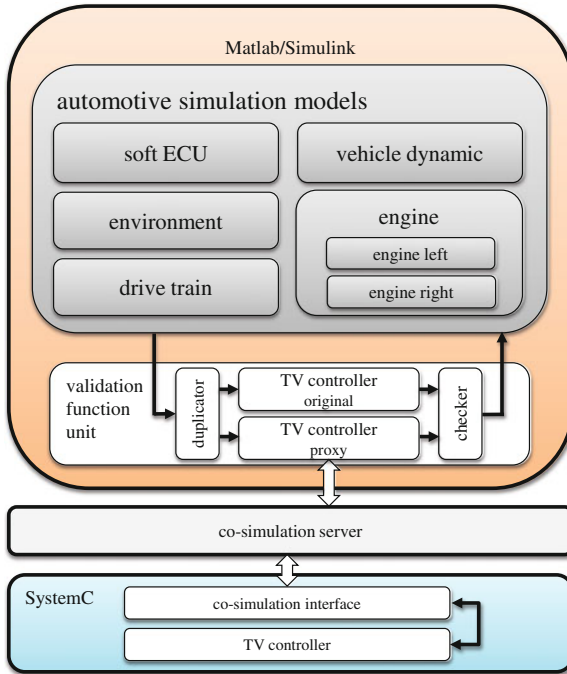 Matlab/Simulink
automotive simulation models
soft ECU
vehicle dynamic
environment
engine
engine left
drive train
engine right
validation
function
unit
duplicator
TV controller
original
TV controller
proxy
checker
co-simulation server
SystemC
co-simulation interface
TV controller